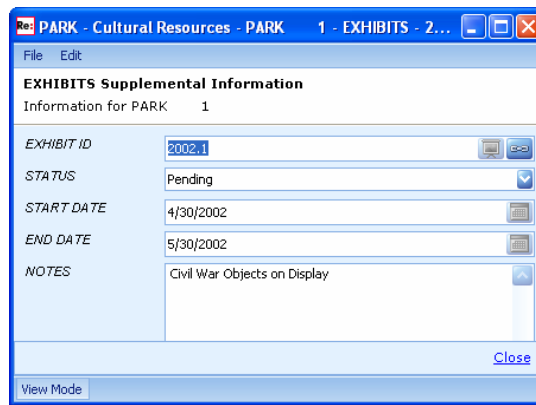 Re: PARK - Cultural Resources - PARK 1 - EXHIBITS - 2...
File Edit
EXHIBITS Supplemental Information
Information for PARK 1
EXHIBIT ID 2002.1
STATUS Pending
START DATE 4/30/2002
END DATE 5/30/2002
NOTES Civil War Objects on Display
Close
View Mode